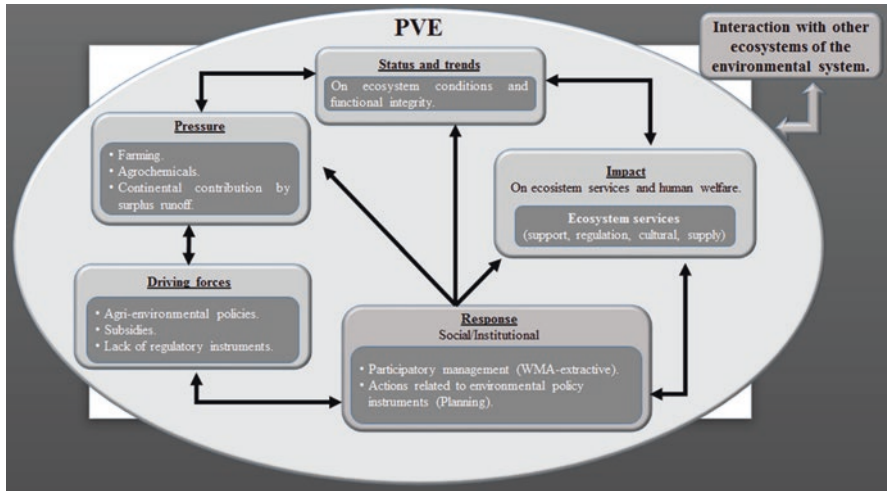 PVE
Interaction with other
ecosystems of the
environmental system.
Status and trends
On ecosystem conditions and
functional integrity.
Pressure
• Farming.
• Agrochemicals.
• Continental contribution by
surplus runoff.
Impact
On ecosistem services and human welfare.
Ecosystem services
(support, regulation, cultural, supply)
Driving forces
• Agri-environmental policies.
• Subsidies.
• Lack of regulatory instruments.
Response
Social/Institutional
• Participatory management (WMA-extractive).
• Actions related to environmental policy
instruments (Planning).